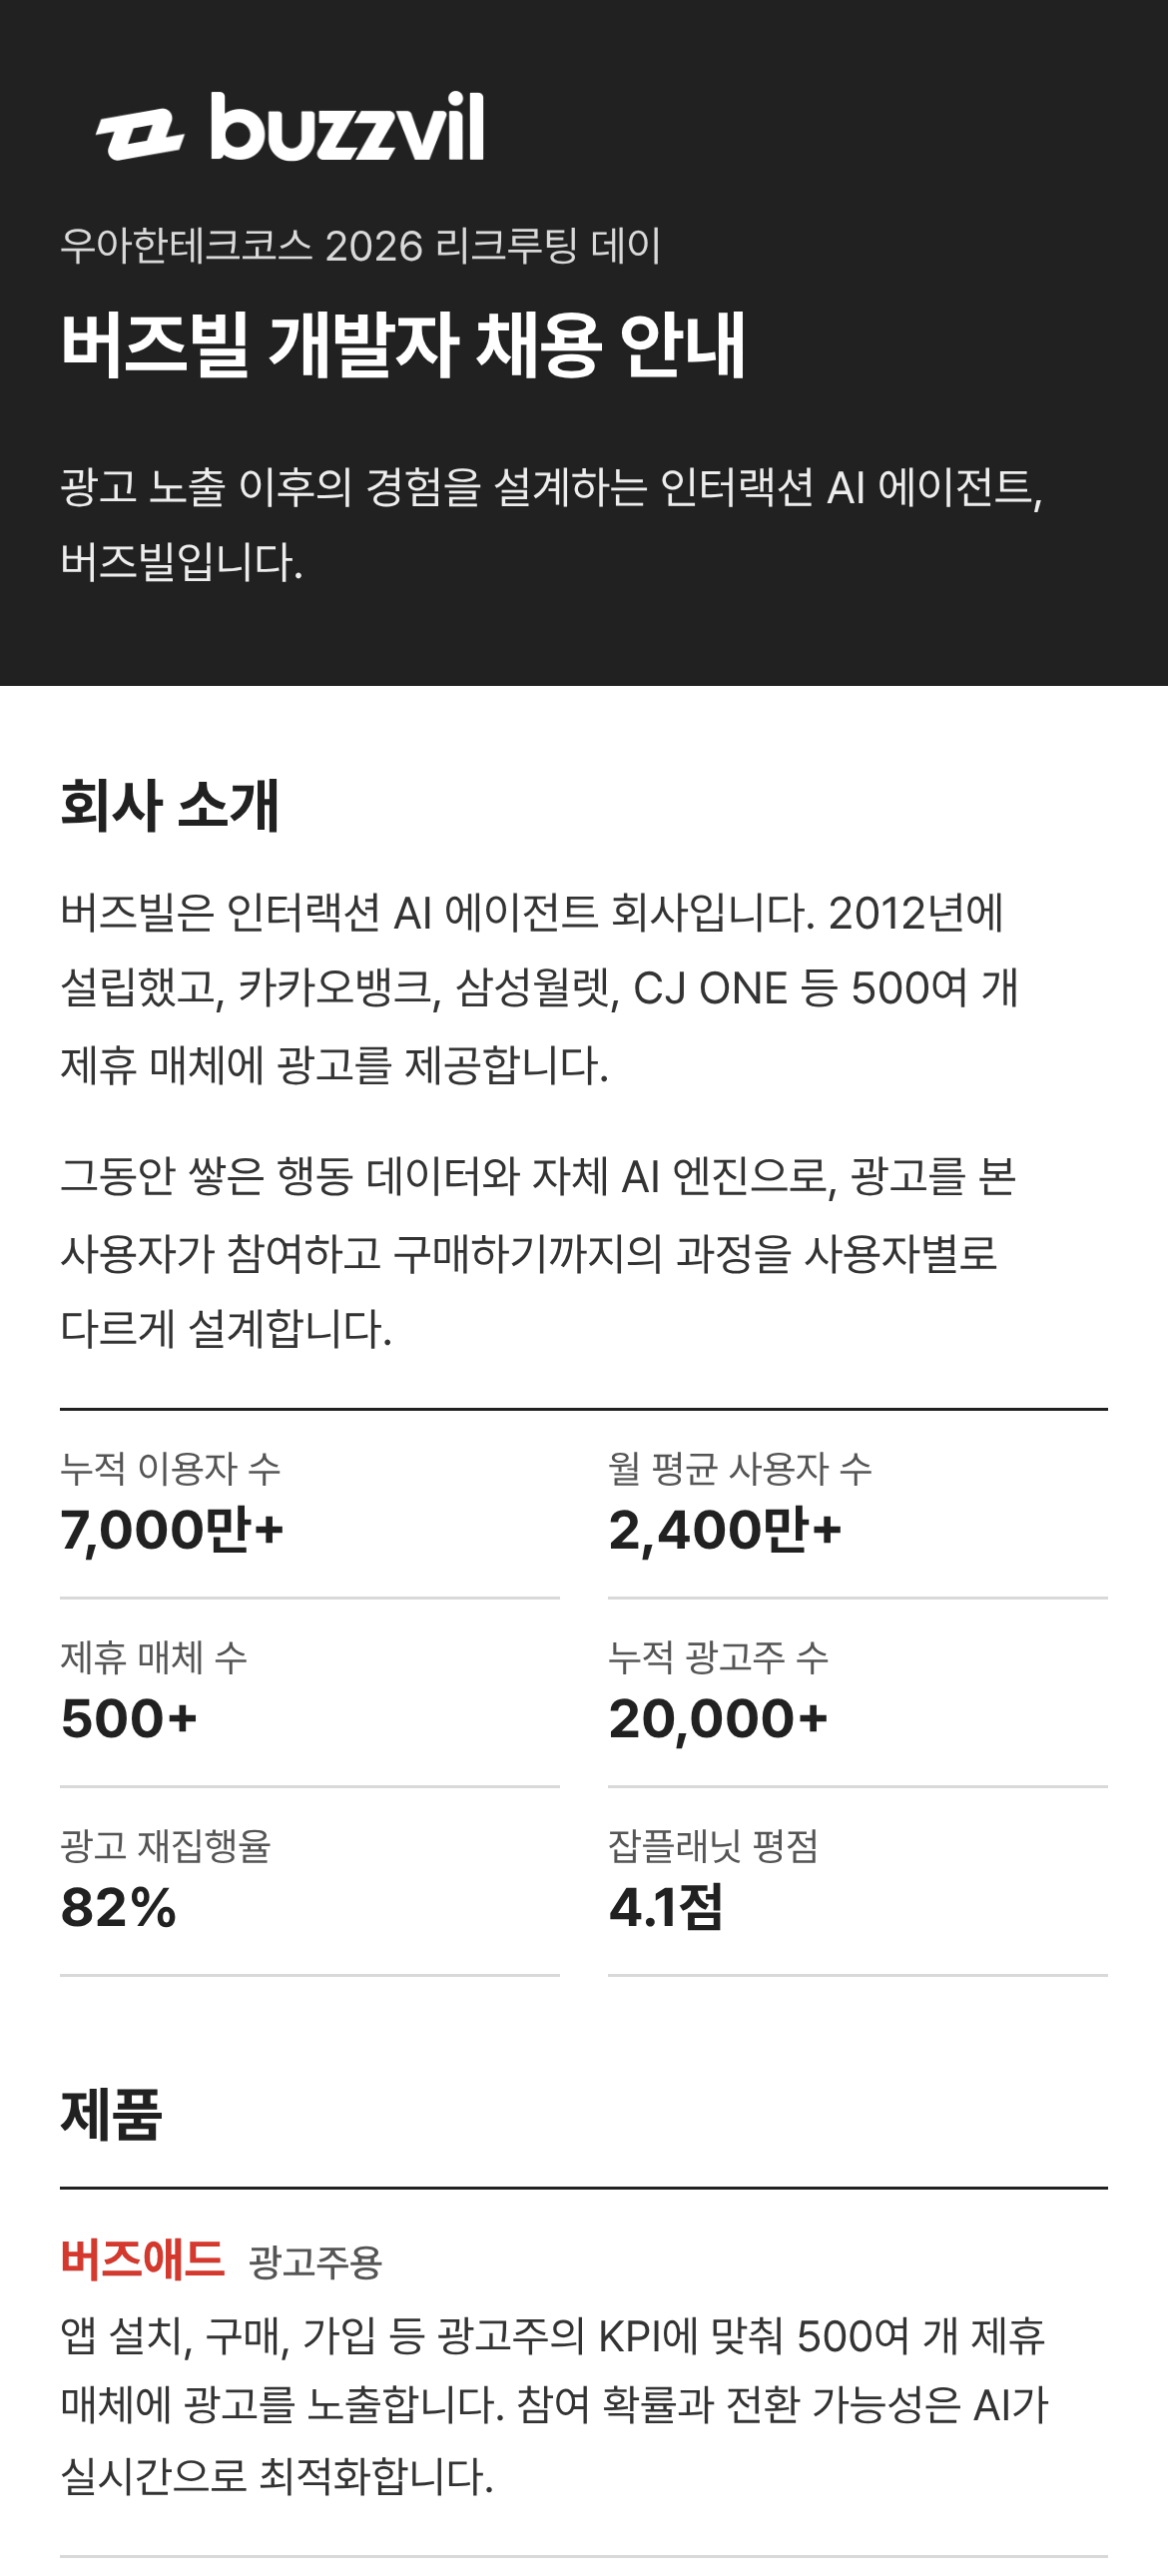 buzzvil
우아한테크코스 2026 리크루팅 데이
버즈빌 개발자 채용 안내
광고 노출 이후의 경험을 설계하는 인터랙션 AI 에이전트,
버즈빌입니다.
회사 소개
버즈빌은 인터랙션 AI 에이전트 회사입니다. 2012년에
설립했고, 카카오뱅크, 삼성월렛, CJ ONE 등 500여 개
제휴 매체에 광고를 제공합니다.
그동안 쌓은 행동 데이터와 자체 AI 엔진으로, 광고를 본
사용자가 참여하고 구매하기까지의 과정을 사용자별로
다르게 설계합니다.
누적 이용자 수
7,000만+
월 평균 사용자 수
2,400만+
제휴 매체 수
500+
누적 광고주 수
20,000+
광고 재집행율
82%
잡플래닛 평점
4.1점
제품
버즈애드 광고주용
앱 설치, 구매, 가입 등 광고주의 KPI에 맞춰 500여 개 제휴
매체에 광고를 노출합니다. 참여 확률과 전환 가능성은 AI가
실시간으로 최적화합니다.